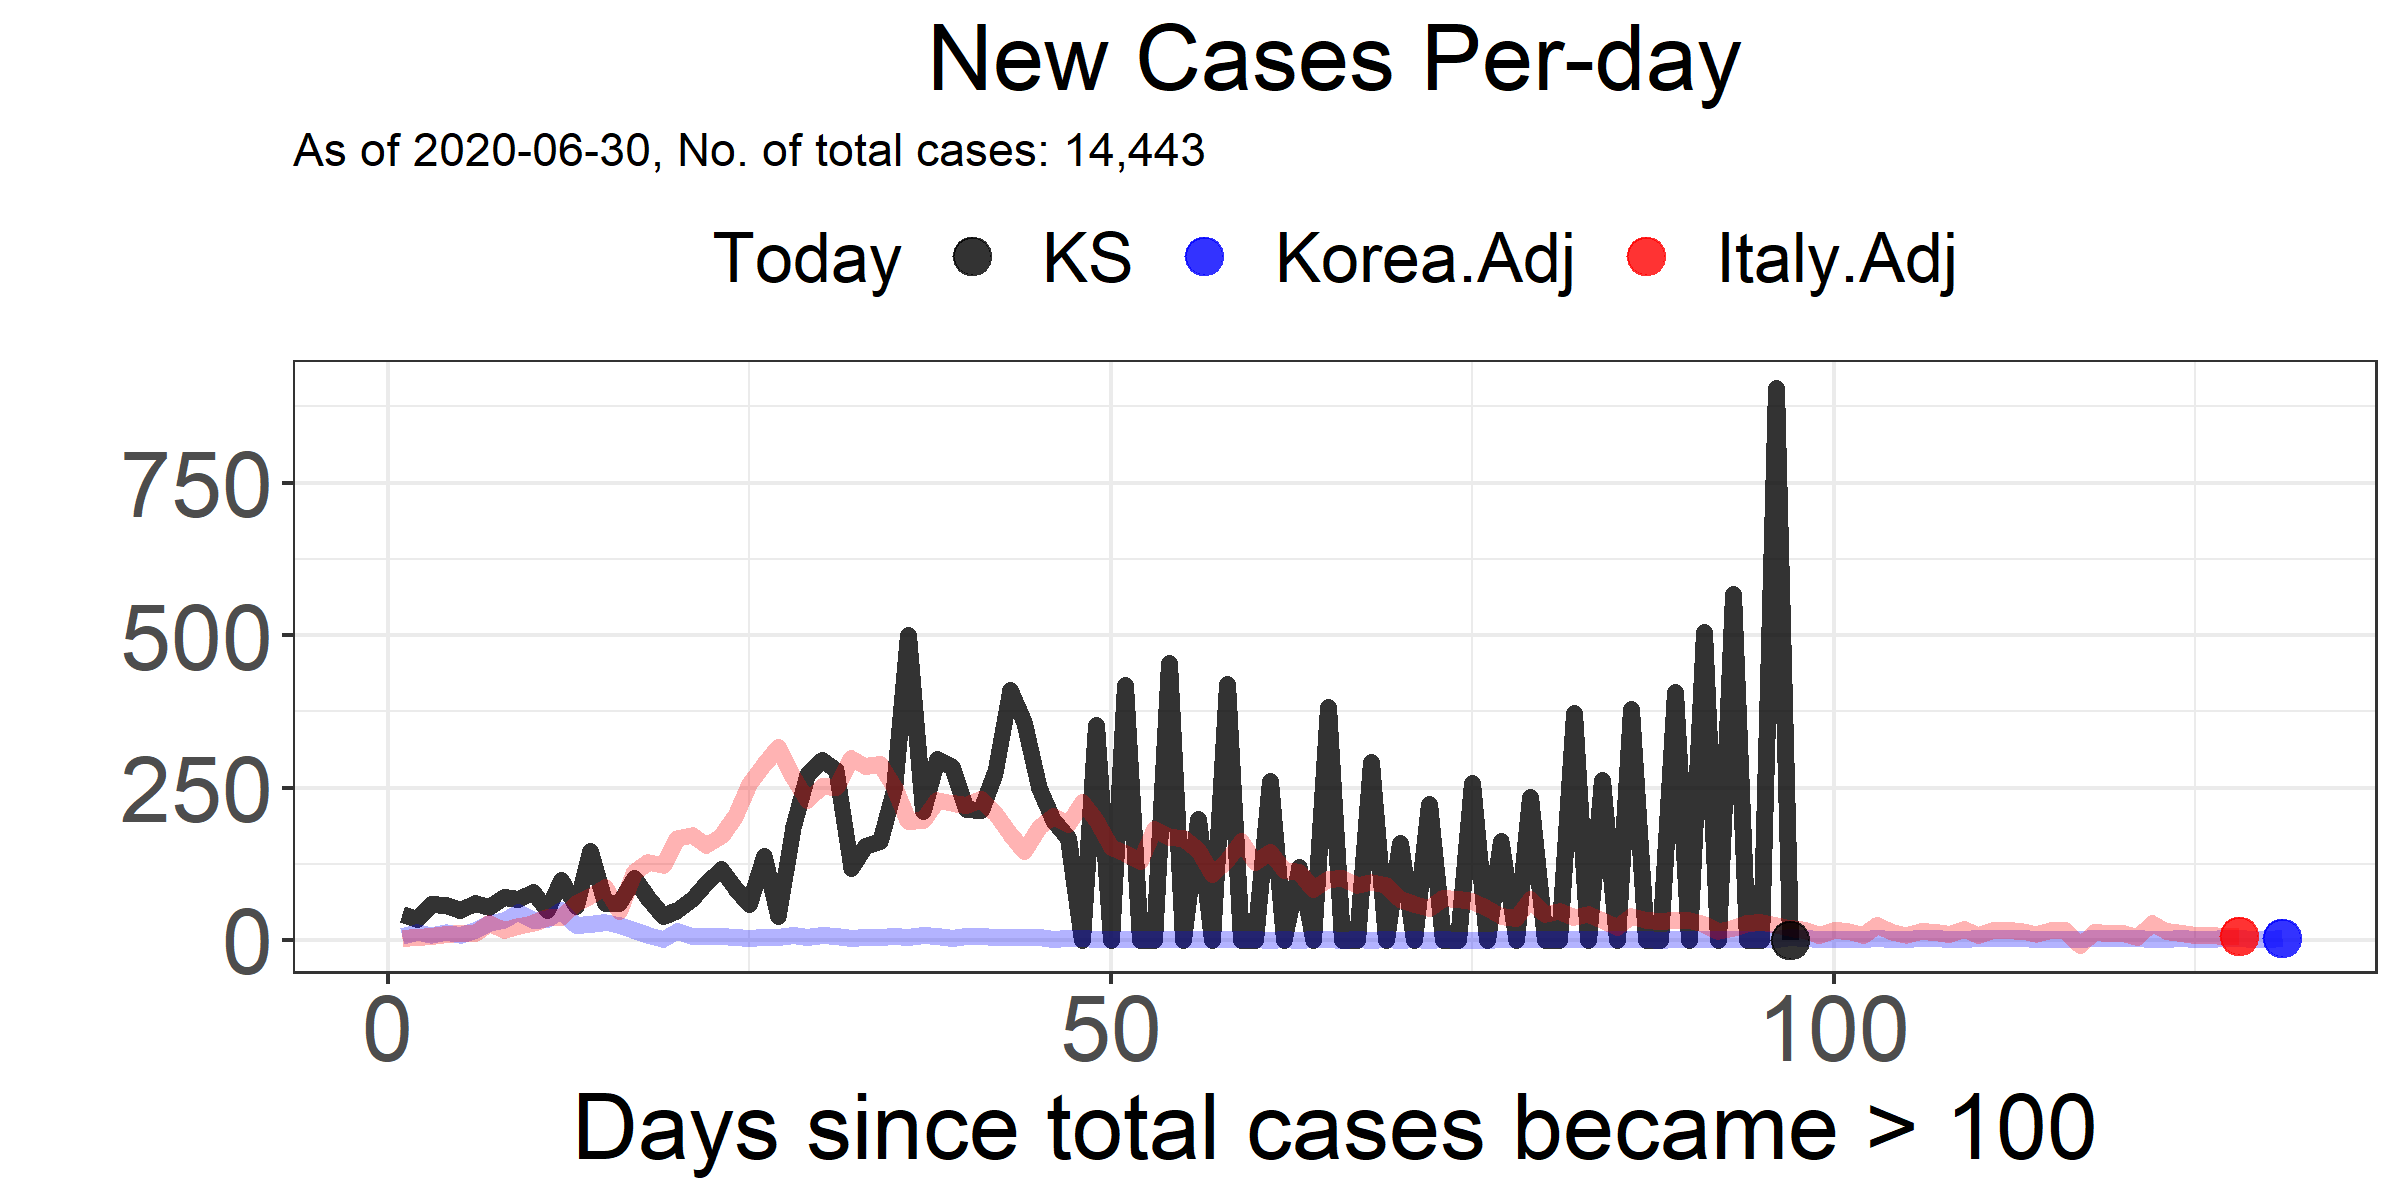 New Cases Per-day
As of 2020-06-30, No. of total cases: 14,443
Today KS Korea.Adj Italy.Adj
750
500
250
0
0 50 100
Days since total cases became > 100